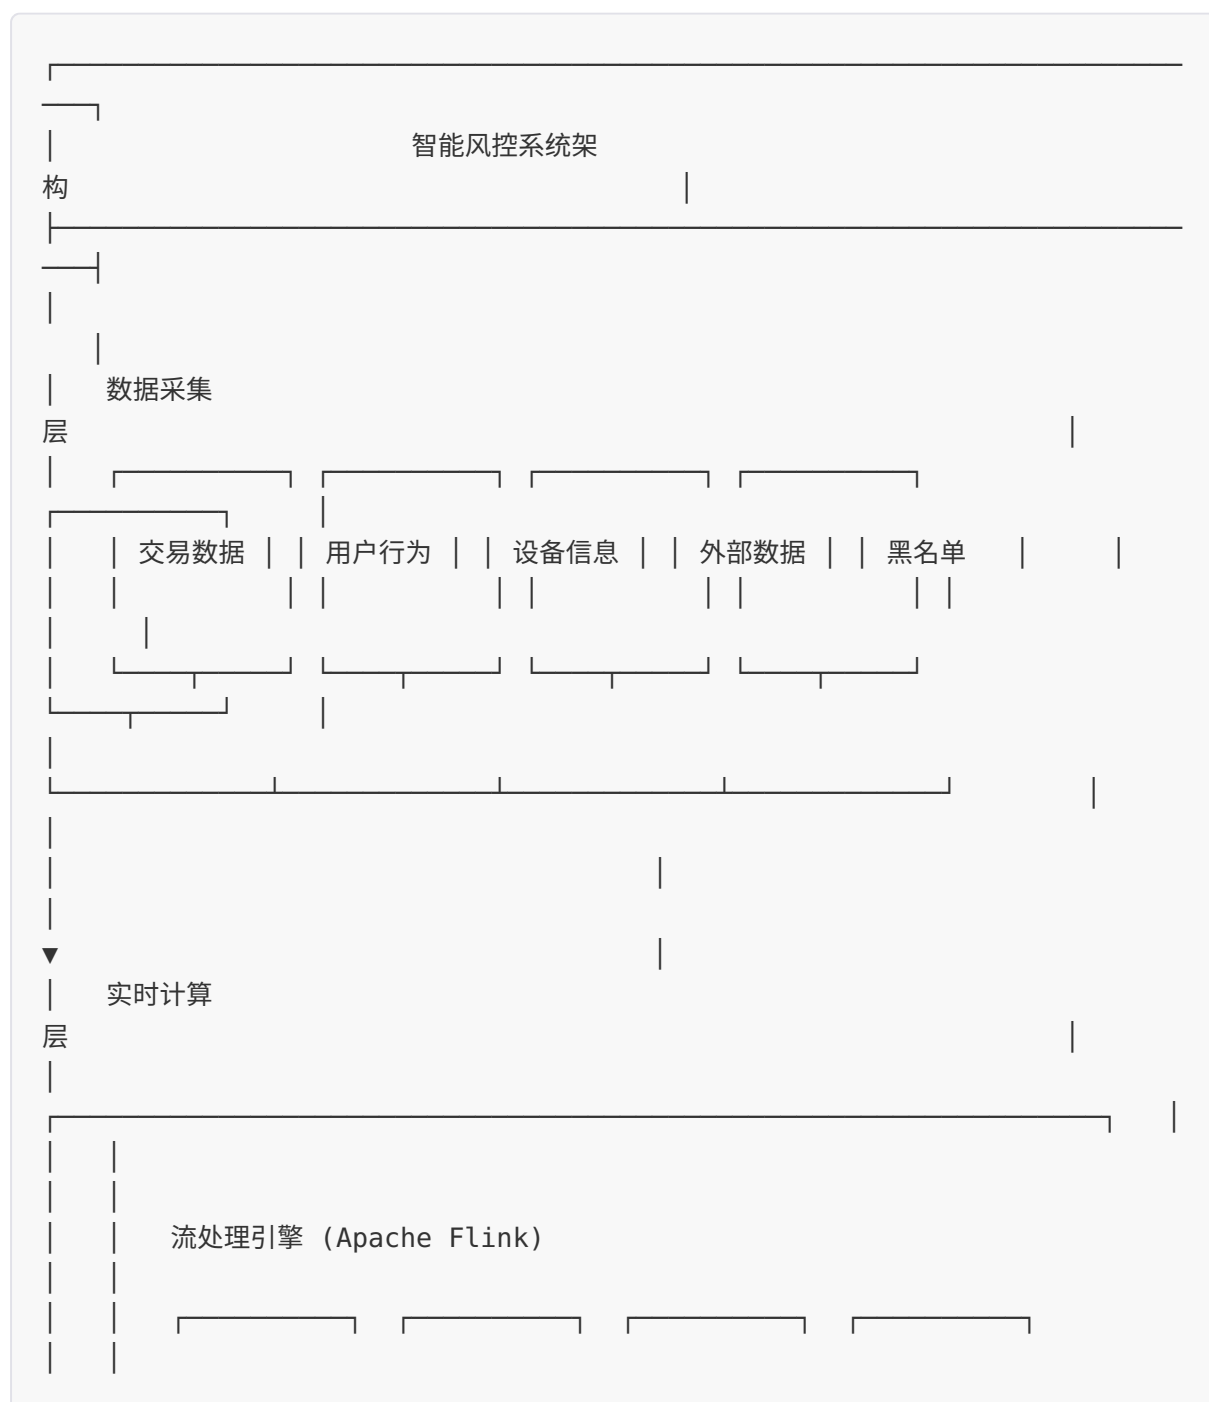 智能风控系统架
构
数据采集
层
交易数据 用户行为 设备信息 外部数据 黑名单
▼
实时计算
层
流处理引擎 (Apache Flink)